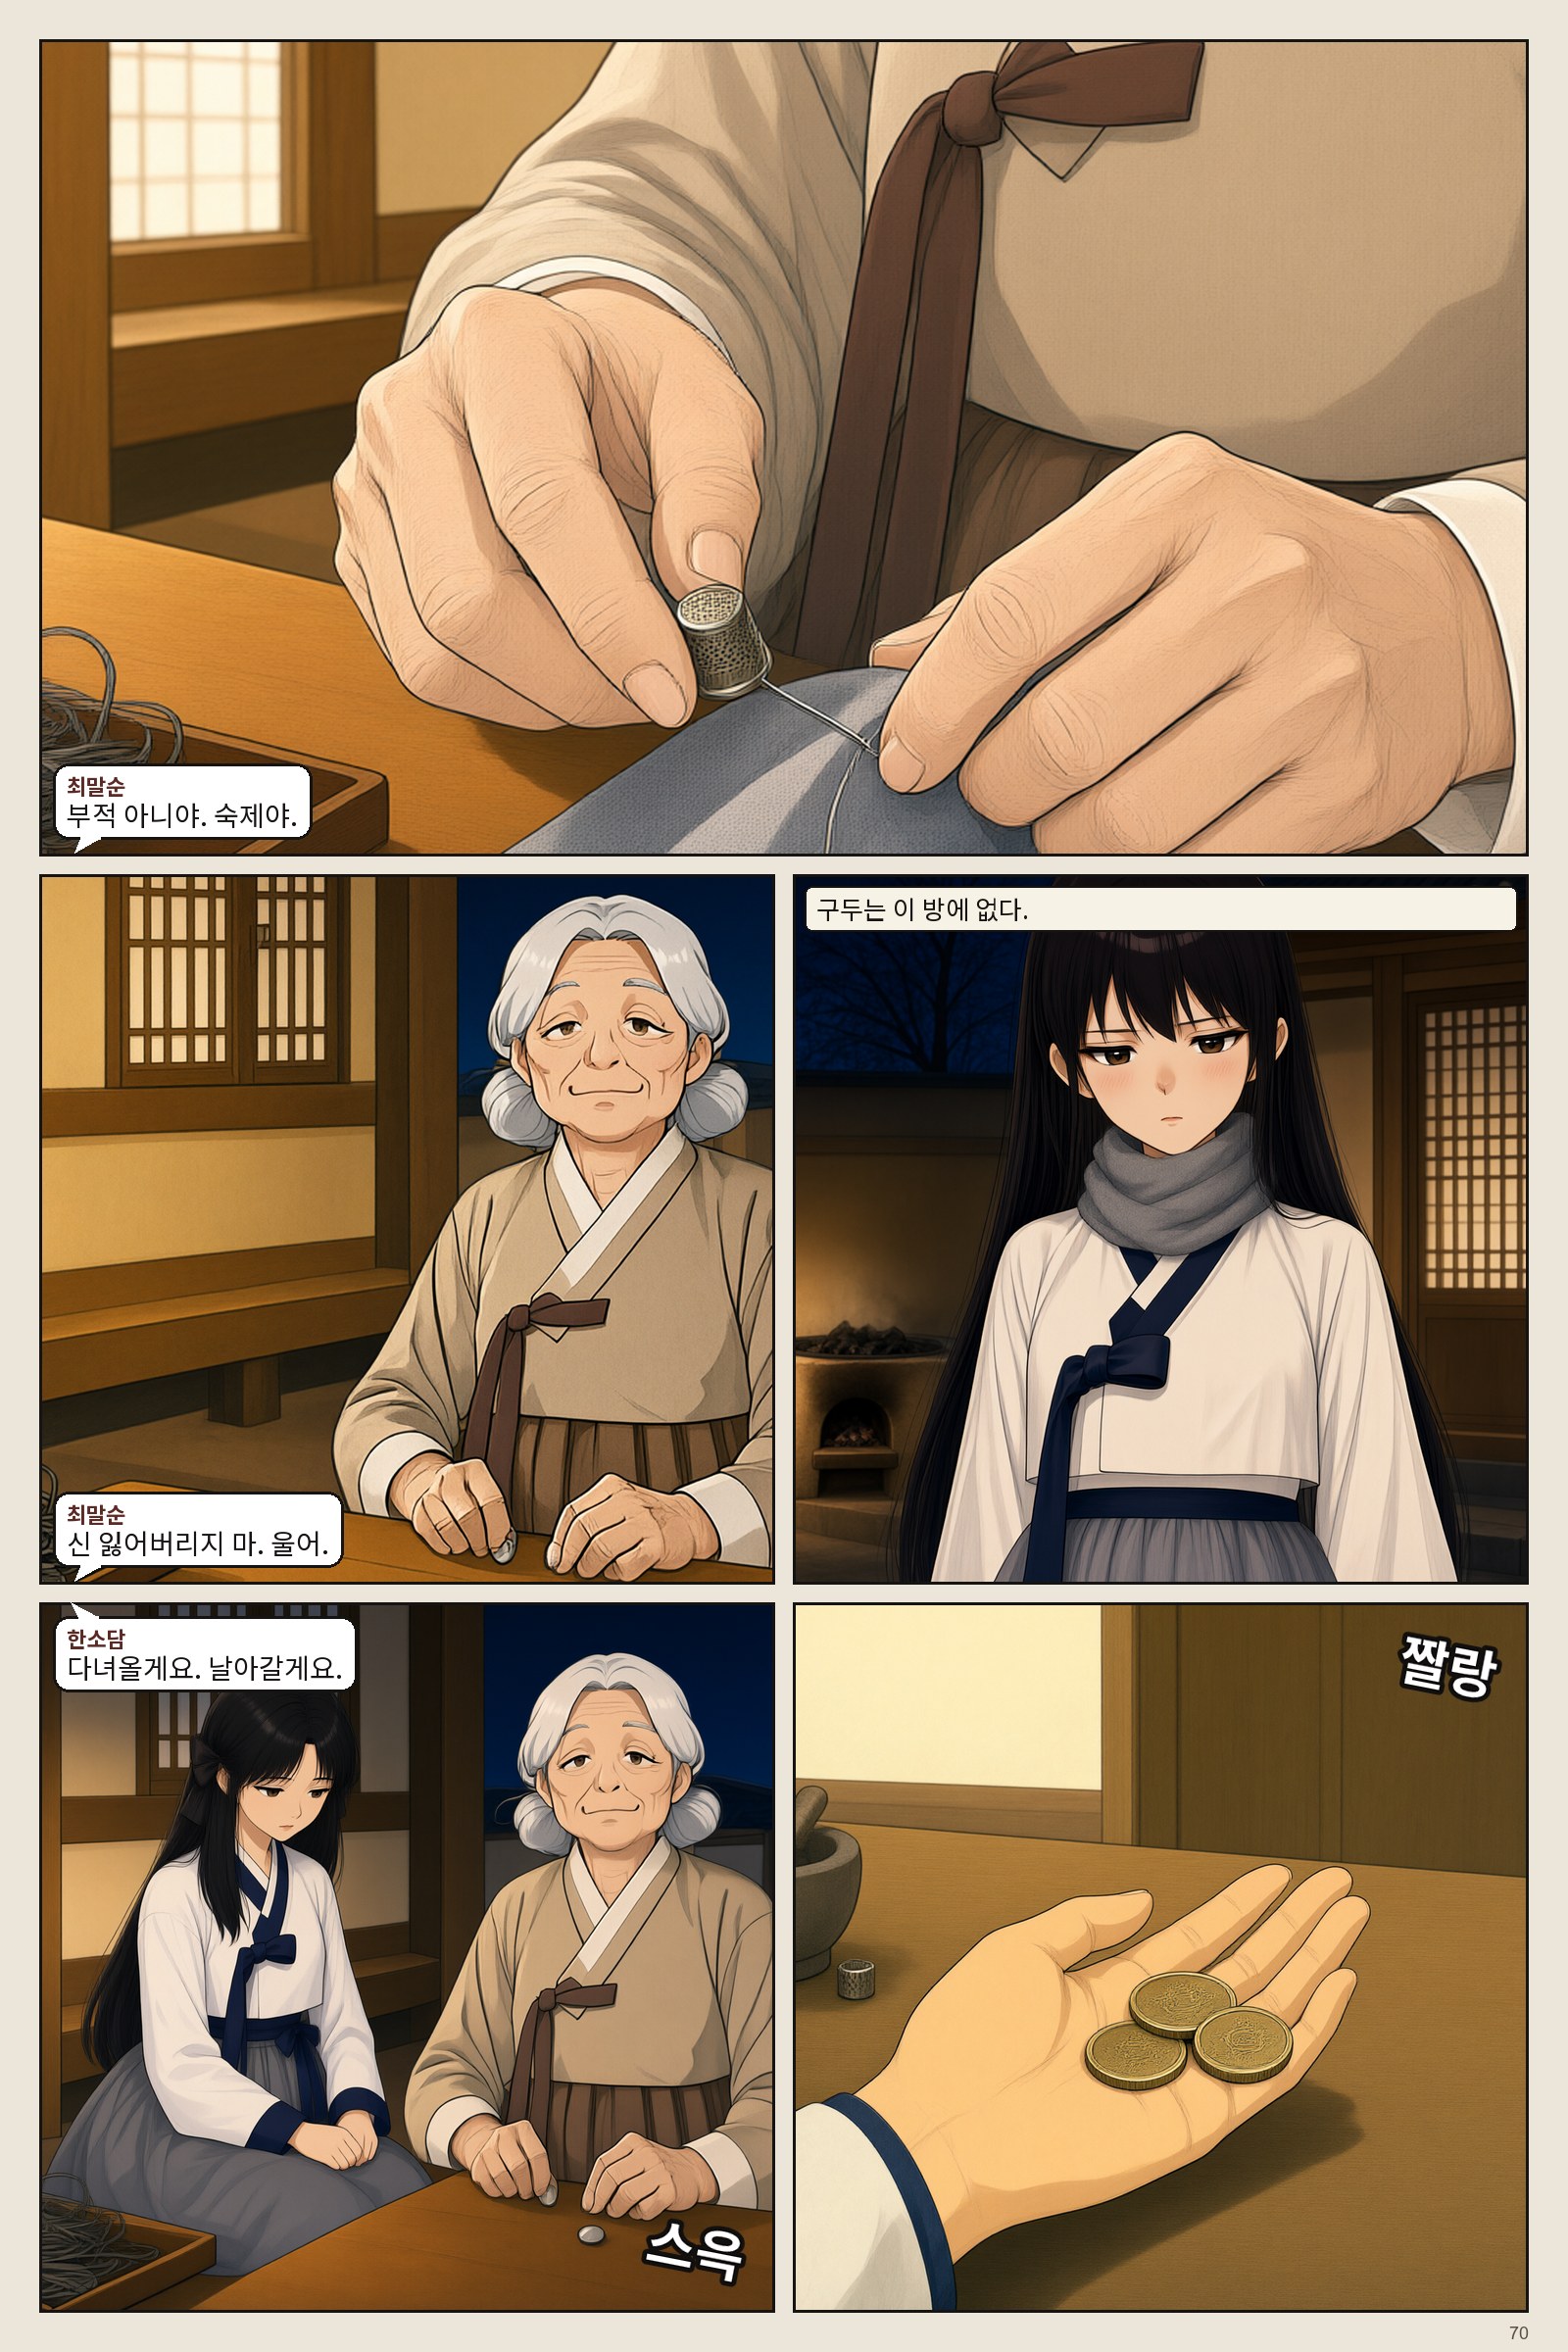 최말순
부적 아니야. 숙제야.
최말순
신 잃어버리지 마. 울어.
구두는 이 방에 없다.
한소담
다녀올게요. 날아갈게요.
스윽
짤랑
70